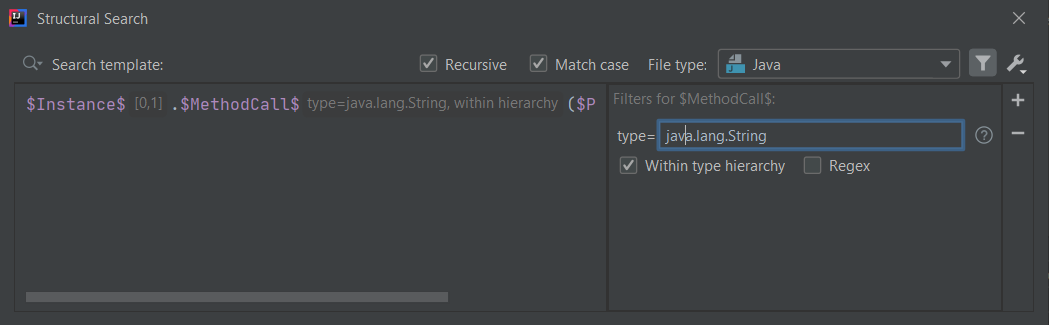 Structural Search
Search template:
Recursive
Match case
File type:
Java
$Instance$ [0,1] .$MethodCall$ type=java.lang.String, within hierarchy ($P
Filters for $MethodCall$:
type= java.lang.String
Within type hierarchy
Regex